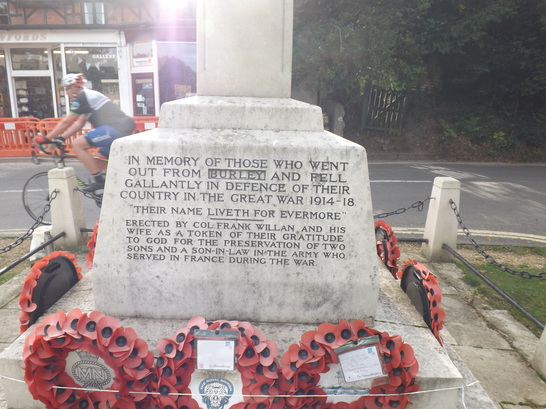 IN MEMORY OF THOSE WHO WENT
OUT FROM BURLEY AND FELL
GALLANTLY IN DEFENCE OF THEIR
COUNTRY IN THE GREAT WAR 1914-18.
"THEIR NAME LIVETH FOR EVERMORE"
ERECTED BY COL. FRANK WILLAN, AND HIS
WIFE AS A TOKEN OF THEIR GRATITUDE
TO GOD FOR THE PRESERVATION OF TWO
SONS AND A SON-IN-LAW IN THE ARMY WHO
SERVED IN FRANCE DURING THE WAR.